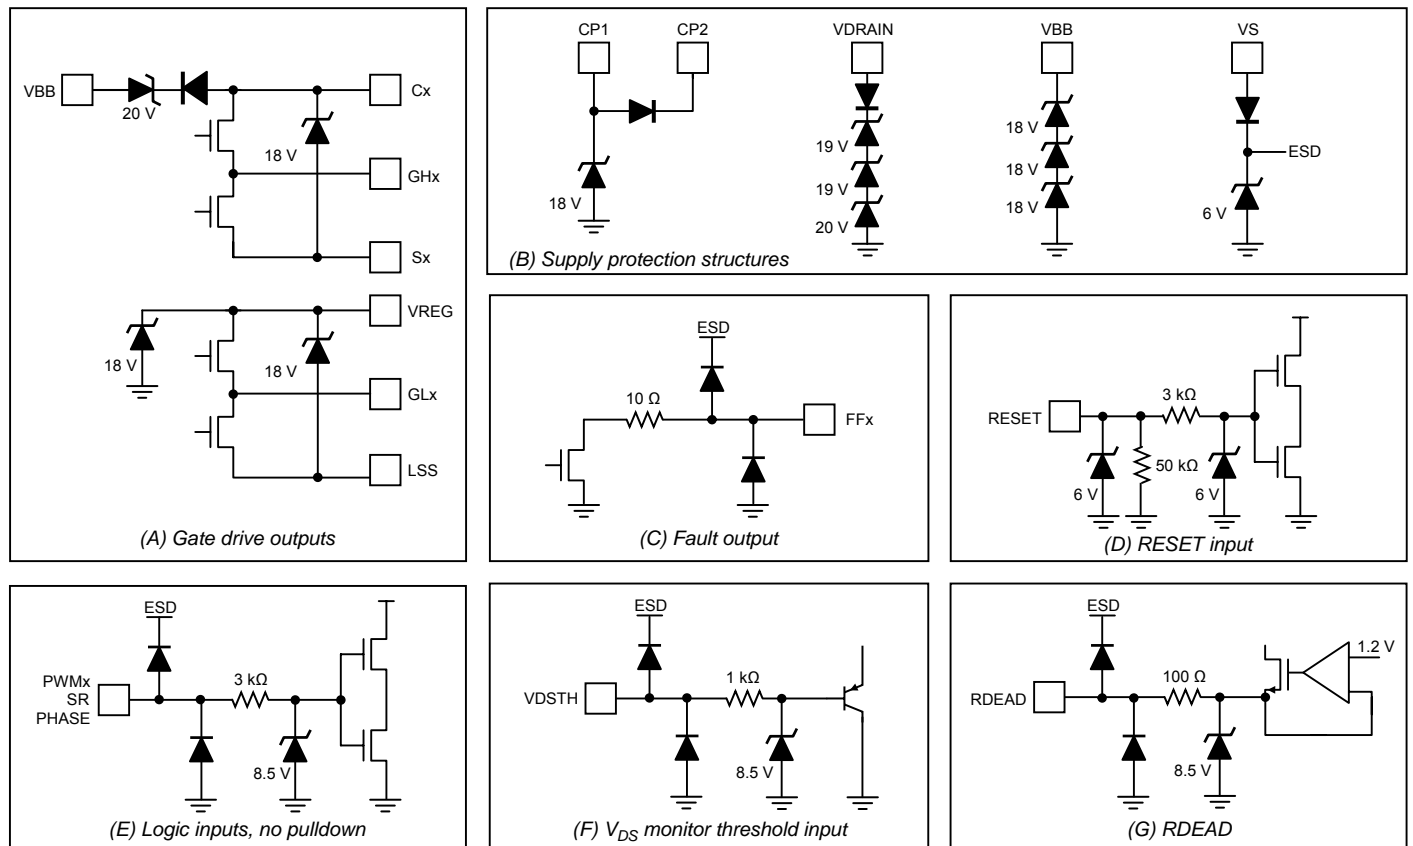 VBB
20 V
18 V
Cx
GHx
Sx
VREG
18 V
18 V
GLx
LSS
(A) Gate drive outputs
CP1
CP2
VDRAIN
VBB
VS
18 V
19 V
19 V
20 V
18 V
18 V
18 V
ESD
6 V
(B) Supply protection structures
ESD
10 Ω
FFx
(C) Fault output
RESET
3 kΩ
50 kΩ
6 V
6 V
(D) RESET input
ESD
PWMx
SR
PHASE
3 kΩ
8.5 V
(E) Logic inputs, no pulldown
ESD
VDSTH
1 kΩ
8.5 V
(F) VDS monitor threshold input
ESD
RDEAD
100 Ω
8.5 V
1.2 V
(G) RDEAD